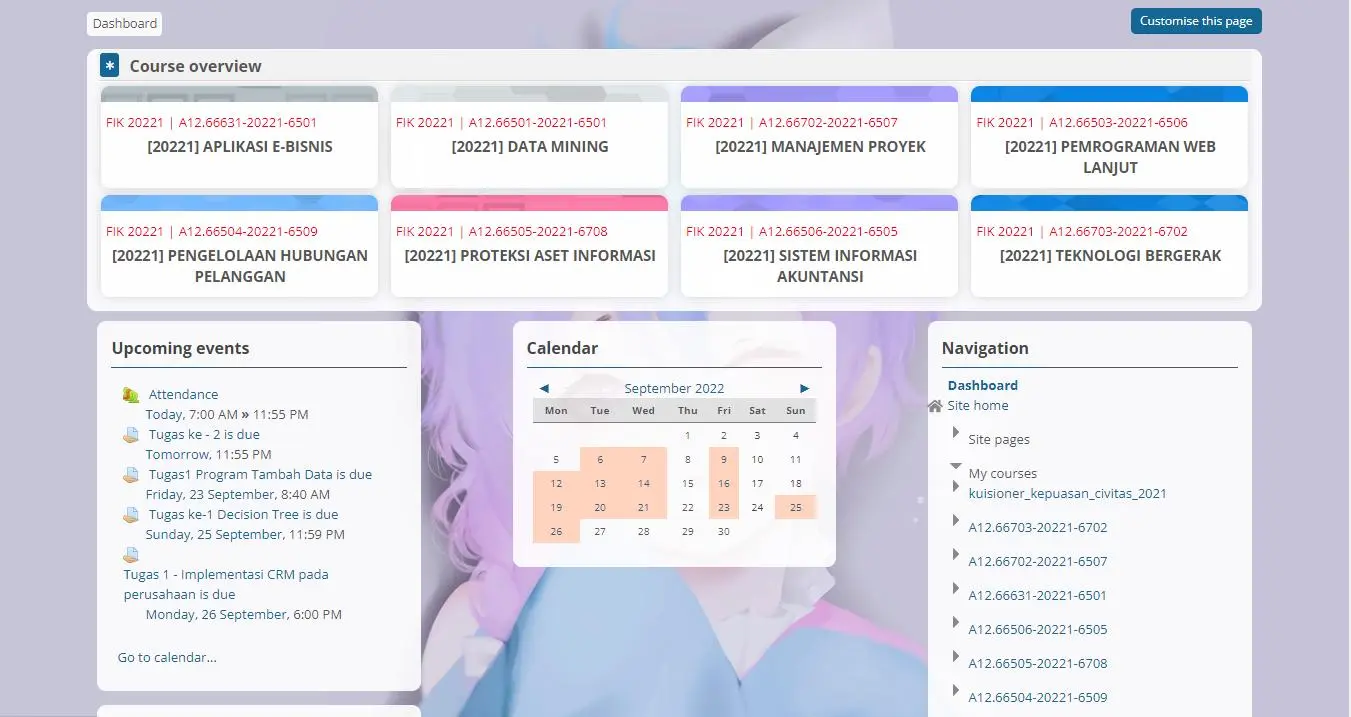 Dashboard
Customise this page
Course overview
FIK 20221 | A12.66631-20221-6501
[20221] APLIKASI E-BISNIS
FIK 20221 | A12.66501-20221-6501
[20221] DATA MINING
FIK 20221 | A12.66702-20221-6507
[20221] MANAJEMEN PROYEK
FIK 20221 | A12.66503-20221-6506
[20221] PEMROGRAMAN WEB
LANJUT
FIK 20221 | A12.66504-20221-6509
[20221] PENGELOLAAN HUBUNGAN
PELANGGAN
FIK 20221 | A12.66505-20221-6708
[20221] PROTEKSI ASET INFORMASI
FIK 20221 | A12.66506-20221-6505
[20221] SISTEM INFORMASI
AKUNTANSI
FIK 20221 | A12.66703-20221-6702
[20221] TEKNOLOGI BERGERAK
Upcoming events
Attendance
Today, 7:00 AM » 11:55 PM
Tugas ke - 2 is due
Tomorrow, 11:55 PM
Tugas1 Program Tambah Data is due
Friday, 23 September, 8:40 AM
Tugas ke-1 Decision Tree is due
Sunday, 25 September, 11:59 PM
Tugas 1 - Implementasi CRM pada
perusahaan is due
Monday, 26 September, 6:00 PM
Go to calendar...
Calendar
◀ September 2022 ▶
Mon Tue Wed Thu Fri Sat Sun
1 2 3 4
5 6 7 8 9 10 11
12 13 14 15 16 17 18
19 20 21 22 23 24 25
26 27 28 29 30
Navigation
Dashboard
Site home
Site pages
My courses
kuisioner_kepuasan_civitas_2021
A12.66703-20221-6702
A12.66702-20221-6507
A12.66631-20221-6501
A12.66506-20221-6505
A12.66505-20221-6708
A12.66504-20221-6509